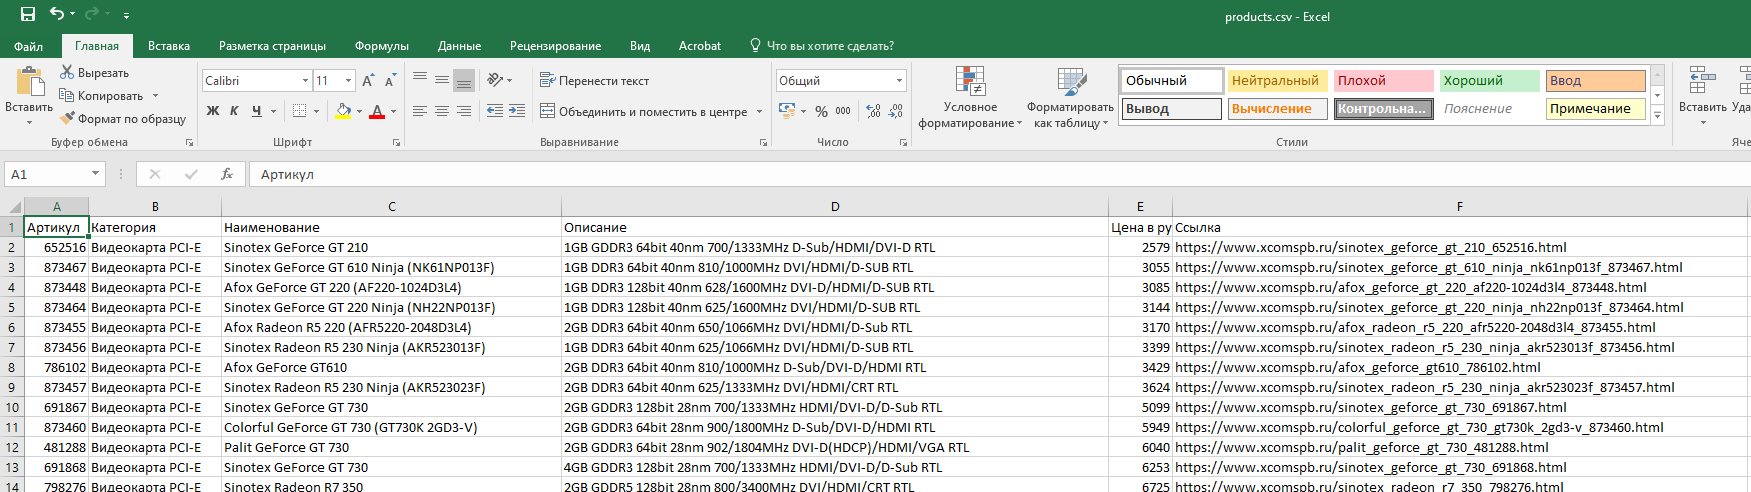 products.csv - Excel
Файл Главная Вставка Разметка страницы Формулы Данные Рецензирование Вид Acrobat Что вы хотите сделать?
Вставить
Вырезать
Копировать
Формат по образцу
Буфер обмена
Calibri 11
Ж К Ч А
Шрифт
Перенести текст
Объединить и поместить в центре
Выравнивание
Общий
% 000
Число
Условное форматирование
Форматировать как таблицу
Обычный Нейтральный Плохой Хороший Ввод
Вывод Вычисление Контрольна... Пояснение Примечание
Стили
Вставить Уда
Яче
A1 fx Артикул
A B C D E F
1 Артикул Категория Наименование Описание Цена в ру Ссылка
2 652516 Видеокарта PCI-E Sinotex GeForce GT 210 1GB GDDR3 64bit 40nm 700/1333MHz D-Sub/HDMI/DVI-D RTL 2579 https://www.xcomspb.ru/sinotex_geforce_gt_210_652516.html
3 873467 Видеокарта PCI-E Sinotex GeForce GT 610 Ninja (NK61NP013F) 1GB DDR3 64bit 40nm 810/1000MHz DVI/HDMI/D-SUB RTL 3055 https://www.xcomspb.ru/sinotex_geforce_gt_610_ninja_nk61np013f_873467.html
4 873448 Видеокарта PCI-E Afox GeForce GT 220 (AF220-1024D3L4) 1GB DDR3 128bit 40nm 628/1600MHz DVI-D/HDMI/D-SUB RTL 3085 https://www.xcomspb.ru/afox_geforce_gt_220_af220-1024d3l4_873448.html
5 873464 Видеокарта PCI-E Sinotex GeForce GT 220 Ninja (NH22NP013F) 1GB DDR3 128bit 40nm 625/1600MHz DVI/HDMI/D-SUB RTL 3144 https://www.xcomspb.ru/sinotex_geforce_gt_220_ninja_nh22np013f_873464.html
6 873455 Видеокарта PCI-E Afox Radeon R5 220 (AFR5220-2048D3L4) 2GB DDR3 64bit 40nm 650/1066MHz DVI/HDMI/D-Sub RTL 3170 https://www.xcomspb.ru/afox_radeon_r5_220_afr5220-2048d3l4_873455.html
7 873456 Видеокарта PCI-E Sinotex Radeon R5 230 Ninja (AKR523013F) 1GB DDR3 64bit 40nm 625/1066MHz DVI/HDMI/D-SUB RTL 3399 https://www.xcomspb.ru/sinotex_radeon_r5_230_ninja_akr523013f_873456.html
8 786102 Видеокарта PCI-E Afox GeForce GT610 2GB DDR3 64bit 40nm 810/1000MHz D-Sub/DVI-D/HDMI RTL 3429 https://www.xcomspb.ru/afox_geforce_gt610_786102.html
9 873457 Видеокарта PCI-E Sinotex Radeon R5 230 Ninja (AKR523023F) 2GB DDR3 64bit 40nm 625/1333MHz DVI/HDMI/CRT RTL 3624 https://www.xcomspb.ru/sinotex_radeon_r5_230_ninja_akr523023f_873457.html
10 691867 Видеокарта PCI-E Sinotex GeForce GT 730 2GB GDDR3 128bit 28nm 700/1333MHz HDMI/DVI-D/D-Sub RTL 5099 https://www.xcomspb.ru/sinotex_geforce_gt_730_691867.html
11 873460 Видеокарта PCI-E Colorful GeForce GT 730 (GT730K 2GD3-V) 2GB GDDR3 64bit 28nm 900/1800MHz D-Sub/DVI-D/HDMI RTL 5949 https://www.xcomspb.ru/colorful_geforce_gt_730_gt730k_2gd3-v_873460.html
12 481288 Видеокарта PCI-E Palit GeForce GT 730 2GB GDDR3 64bit 28nm 902/1804MHz DVI-D(HDCP)/HDMI/VGA RTL 6040 https://www.xcomspb.ru/palit_geforce_gt_730_481288.html
13 691868 Видеокарта PCI-E Sinotex GeForce GT 730 4GB GDDR3 128bit 28nm 700/1333MHz HDMI/DVI-D/D-Sub RTL 6253 https://www.xcomspb.ru/sinotex_geforce_gt_730_691868.html
14 798276 Видеокарта PCI-E Sinotex Radeon R7 350 2GB GDDR5 128bit 28nm 800/3400MHz DVI/HDMI/CRT RTL 6725 https://www.xcomspb.ru/sinotex_radeon_r7_350_798276.html